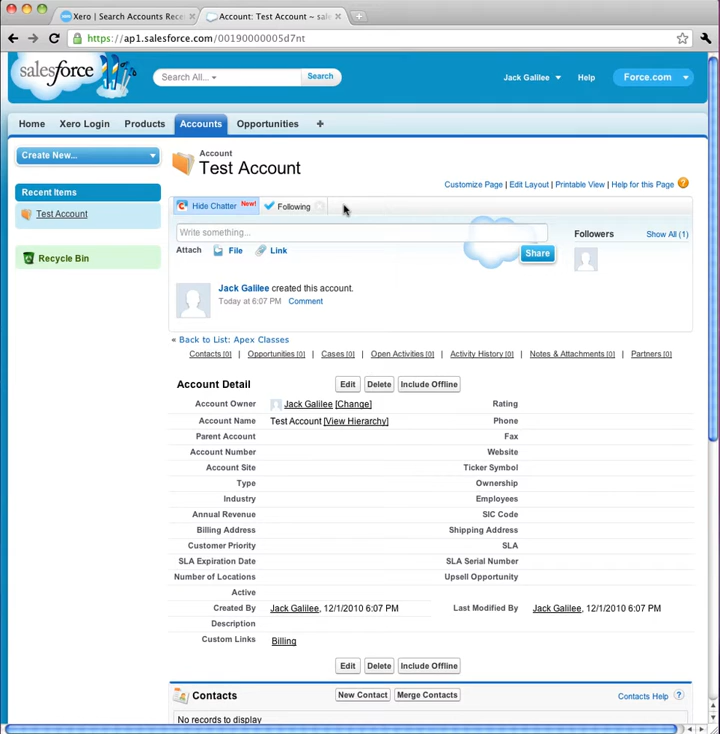 Xero | Search Accounts Rece
Account: Test Account ~ sale
https://ap1.salesforce.com/00190000005d7nt
salesforce
Search All...
Search
Jack Galilee
Help
Force.com
Home
Xero Login
Products
Accounts
Opportunities
+
Create New...
Recent Items
Test Account
Recycle Bin
Account
Test Account
Customize Page | Edit Layout | Printable View | Help for this Page ?
Hide Chatter New!
Following
Write something...
Attach File Link
Share
Followers
Show All (1)
Jack Galilee created this account.
Today at 6:07 PM Comment
« Back to List: Apex Classes
Contacts [0] | Opportunities [0] | Cases [0] | Open Activities [0] | Activity History [0] | Notes & Attachments [0] | Partners [0]
Account Detail Edit Delete Include Offline
Account Owner Jack Galilee [Change] Rating
Account Name Test Account [View Hierarchy] Phone
Parent Account Fax
Account Number Website
Account Site Ticker Symbol
Type Ownership
Industry Employees
Annual Revenue SIC Code
Billing Address Shipping Address
Customer Priority SLA
SLA Expiration Date SLA Serial Number
Number of Locations Upsell Opportunity
Active
Created By Jack Galilee, 12/1/2010 6:07 PM Last Modified By Jack Galilee, 12/1/2010 6:07 PM
Description
Custom Links Billing
Edit Delete Include Offline
Contacts New Contact Merge Contacts Contacts Help ?
No records to display